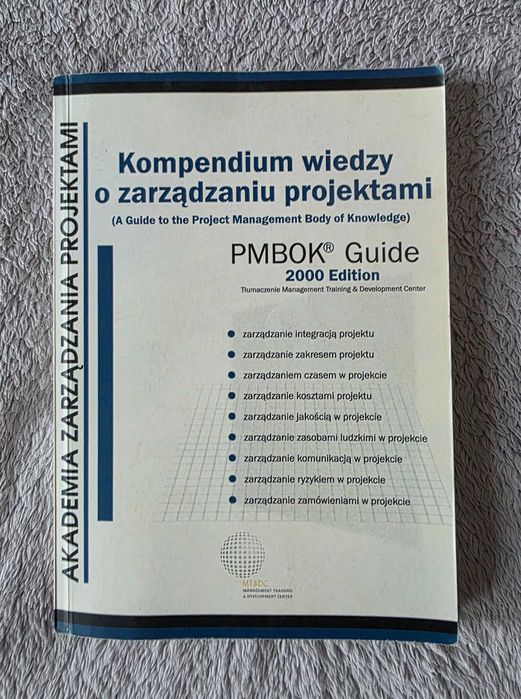 AKADEMIA ZARZĄDZANIA PROJEKTAMI
Kompendium wiedzy
o zarządzaniu projektami
(A Guide to the Project Management Body of Knowledge)
PMBOK® Guide
2000 Edition
Tłumaczenie Management Training & Development Center
zarządzanie integracją projektu
zarządzanie zakresem projektu
zarządzaniem czasem w projekcie
zarządzanie kosztami projektu
zarządzanie jakością w projekcie
zarządzanie zasobami ludzkimi w projekcie
zarządzanie komunikacją w projekcie
zarządzanie ryzykiem w projekcie
zarządzanie zamówieniami w projekcie
MT&DC
MANAGEMENT TRAINING
& DEVELOPMENT CENTER